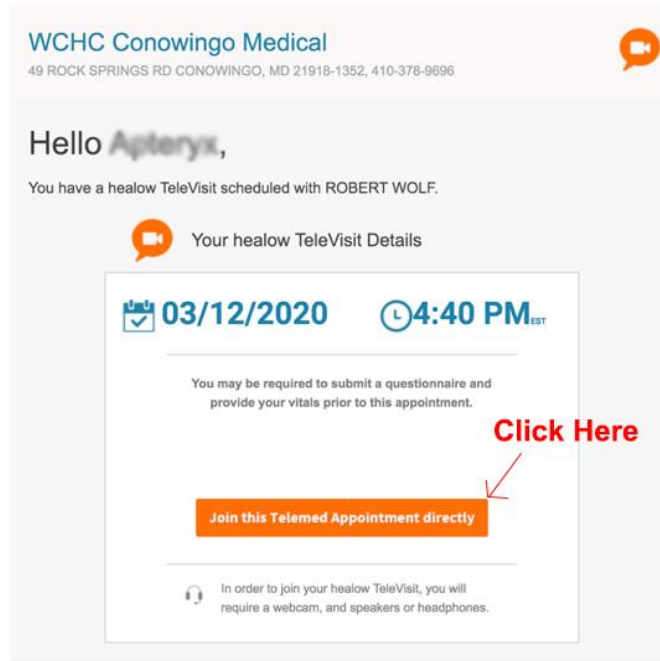 WCHC Conowingo Medical
49 ROCK SPRINGS RD CONOWINGO, MD 21918-1352, 410-378-9696
Hello Apteryx,
You have a healow TeleVisit scheduled with ROBERT WOLF.
Your healow TeleVisit Details
03/12/2020
4:40 PM EST
You may be required to submit a questionnaire and
provide your vitals prior to this appointment.
Click Here
Join this Telemed Appointment directly
In order to join your healow TeleVisit, you will
require a webcam, and speakers or headphones.